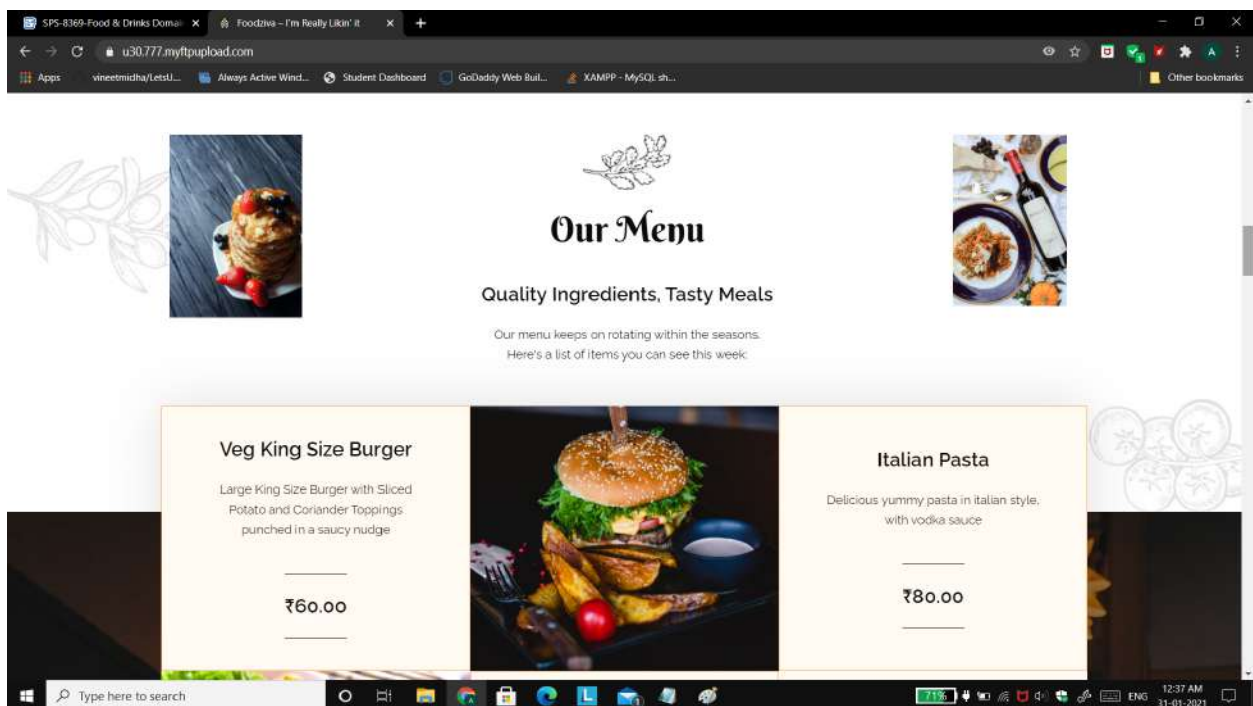 SPS-8369-Food & Drinks Domai
Foodziva – I'm Really Likin' it
u30.777.myftpupload.com
Apps
vineetmidha/LetsU...
Always Active Wind...
Student Dashboard
GoDaddy Web Buil...
XAMPP - MySQL sh...
Other bookmarks
Our Menu
Quality Ingredients, Tasty Meals
Our menu keeps on rotating within the seasons.
Here's a list of items you can see this week:
Veg King Size Burger
Large King Size Burger with Sliced
Potato and Coriander Toppings
punched in a saucy nudge
₹60.00
Italian Pasta
Delicious yummy pasta in italian style,
with vodka sauce
₹80.00
Type here to search
71%
ENG
12:37 AM
31-01-2021